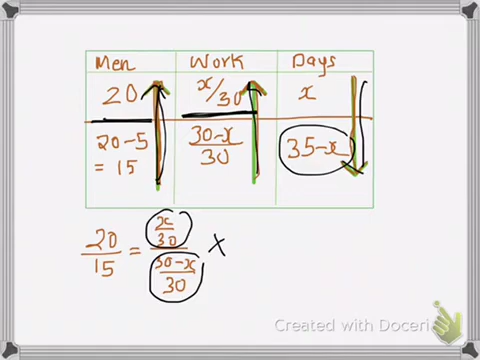 Men Work Days
20 x/30 x
20-5 = 15 30-x/30 35-x
20/15 = x/30 / 30-x/30 ×
Created with Doceri